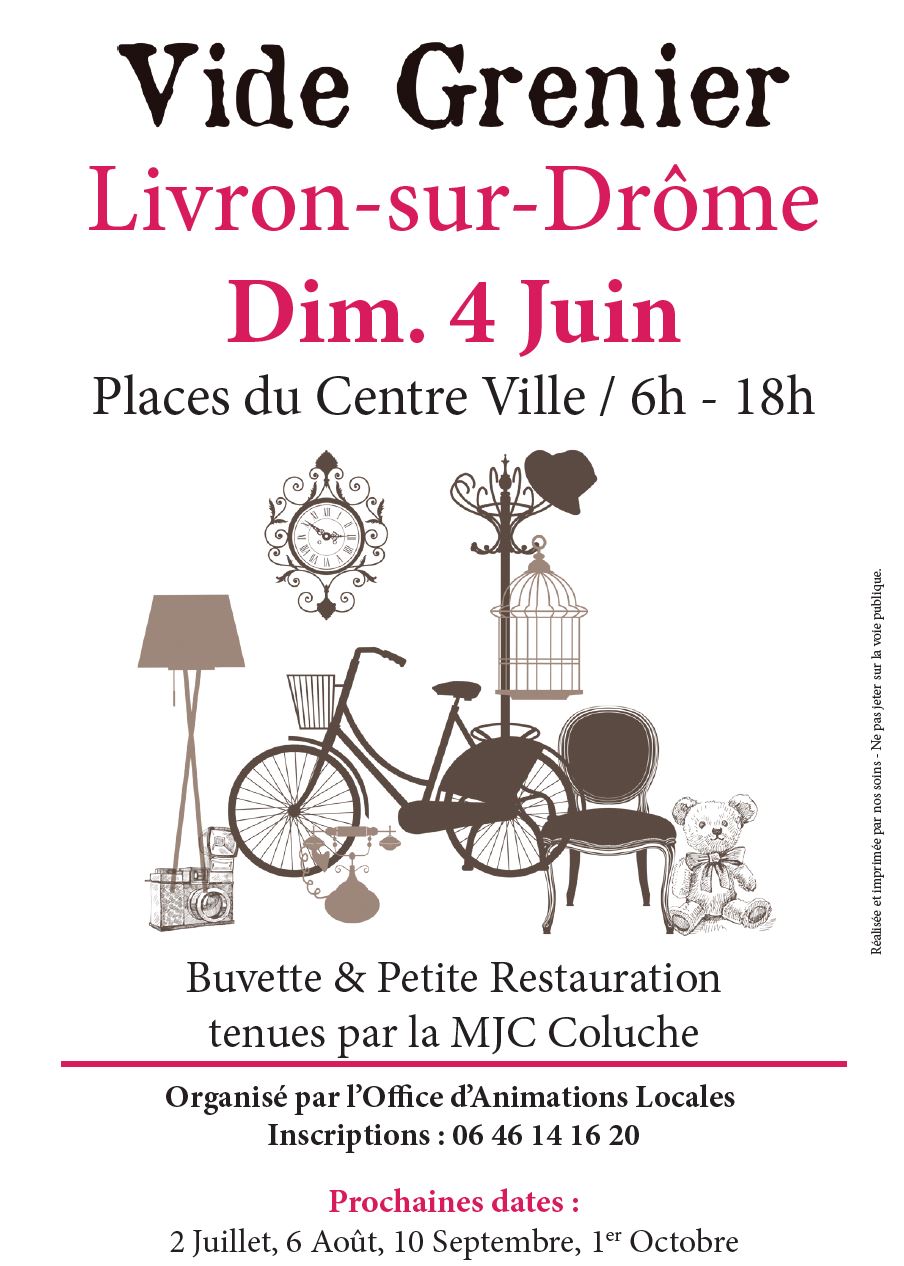 Vide Grenier
Livron-sur-Drôme
Dim. 4 Juin
Places du Centre Ville / 6h - 18h
Buvette & Petite Restauration
tenues par la MJC Coluche
Organisé par l'Office d'Animations Locales
Inscriptions : 06 46 14 16 20
Prochaines dates :
2 Juillet, 6 Août, 10 Septembre, 1er Octobre
Réalisée et imprimée par nos soins - Ne pas jeter sur la voie publique.